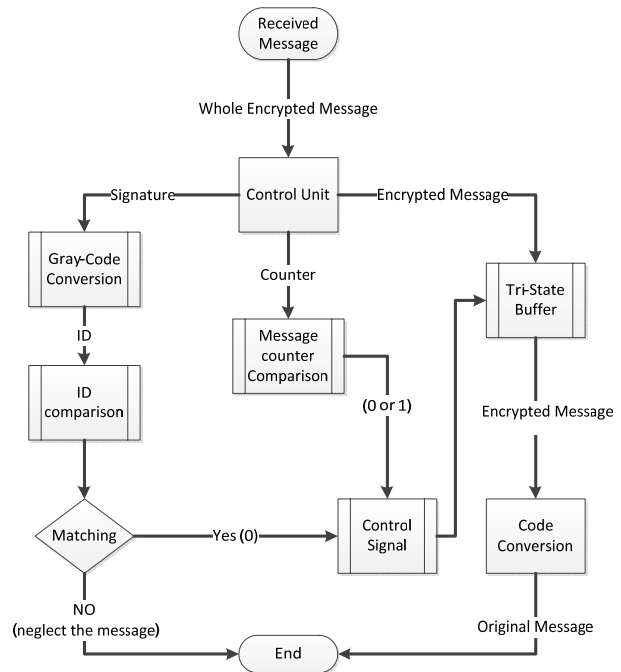 Received
Message
Whole Encrypted Message
Signature
Control Unit
Encrypted Message
Gray-Code
Conversion
Counter
Tri-State
Buffer
ID
Message
counter
Comparison
ID
comparison
(0 or 1)
Encrypted Message
Matching
Yes (0)
Control
Signal
Code
Conversion
NO
(neglect the message)
Original Message
End